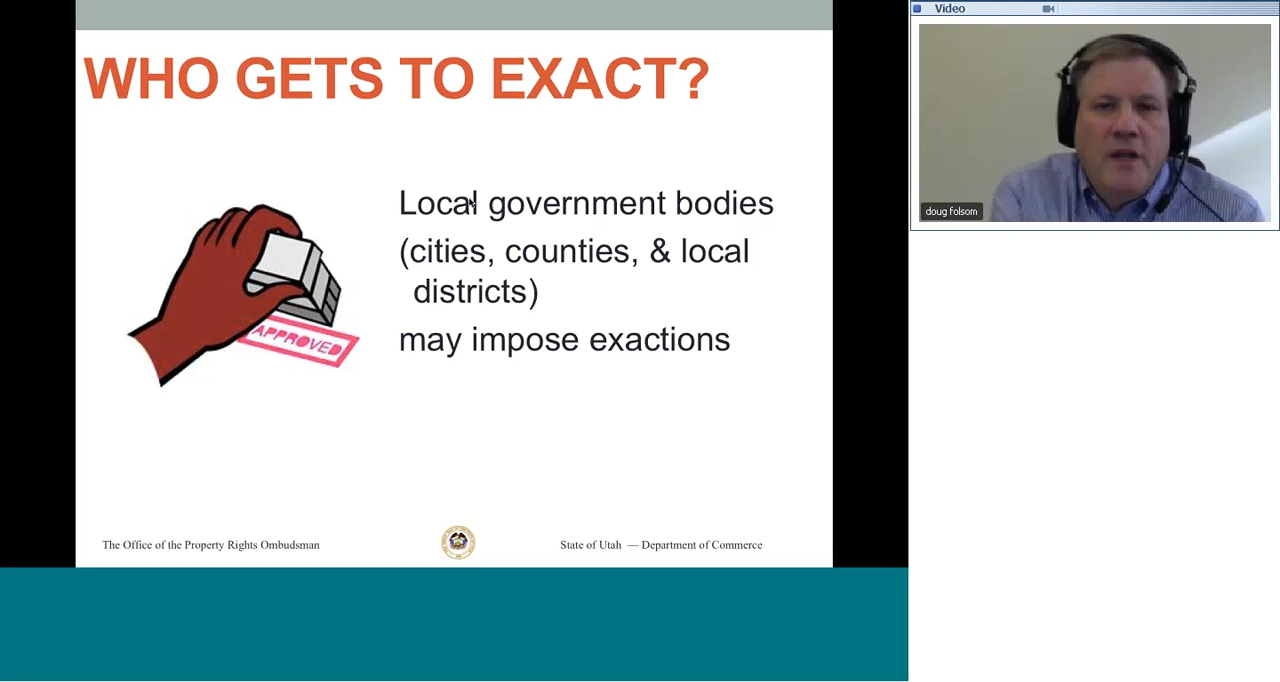 Video
WHO GETS TO EXACT?
Local government bodies
(cities, counties, & local
districts)
may impose exactions
APPROVED
doug folsom
The Office of the Property Rights Ombudsman
State of Utah — Department of Commerce